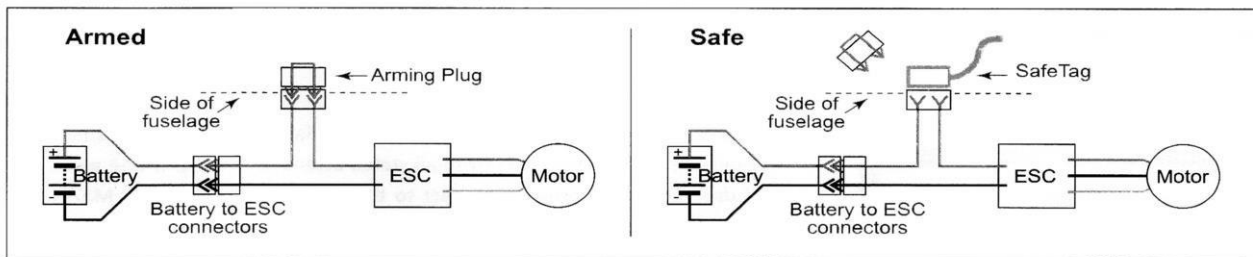 Armed
Arming Plug
Side of
fuselage
+
Battery
-
ESC
Motor
Battery to ESC
connectors
Safe
SafeTag
Side of
fuselage
+
Battery
-
ESC
Motor
Battery to ESC
connectors